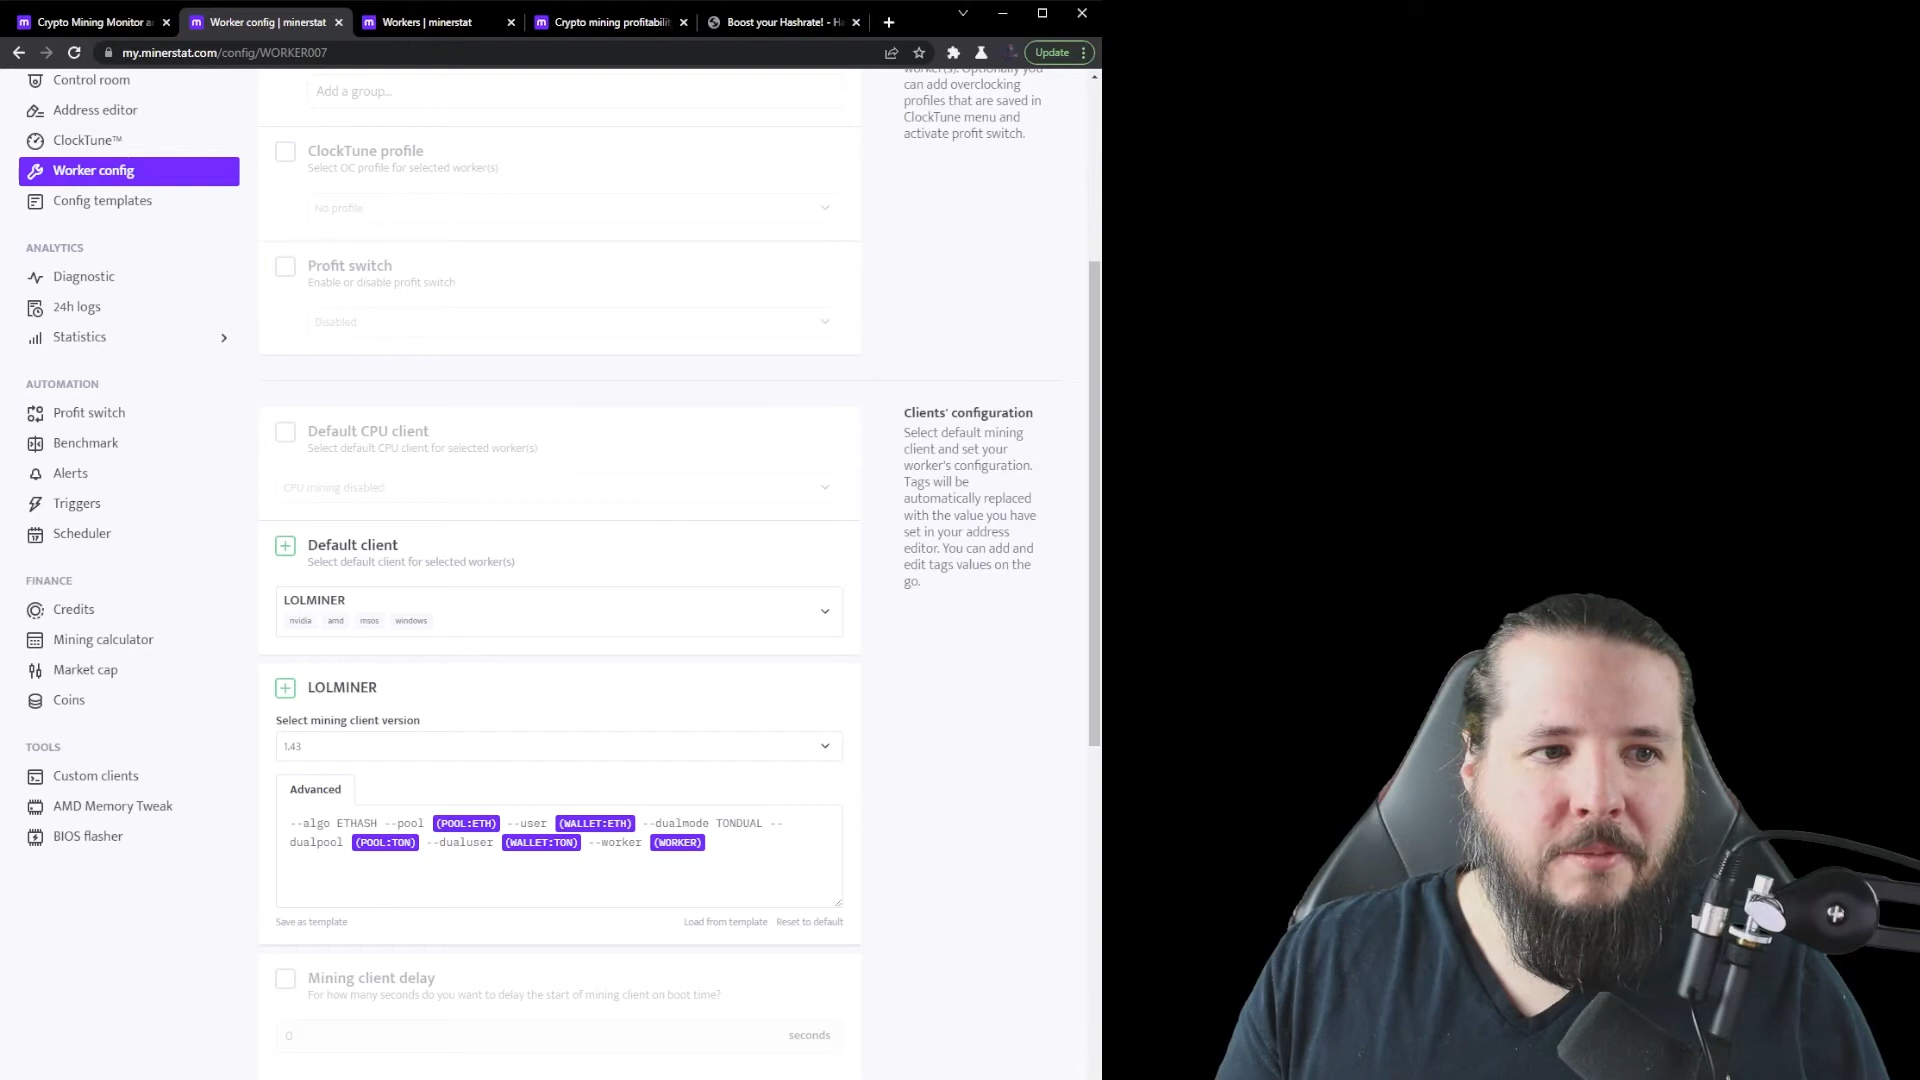 Crypto Mining Monitor a
Worker config | minerstat
Workers | minerstat
Crypto mining profitabili
Boost your Hashrate! - Ha
my.minerstat.com/config/WORKER007
Update
Control room
Address editor
ClockTune™
Worker config
Config templates
ANALYTICS
Diagnostic
24h logs
Statistics
AUTOMATION
Profit switch
Benchmark
Alerts
Triggers
Scheduler
FINANCE
Credits
Mining calculator
Market cap
Coins
TOOLS
Custom clients
AMD Memory Tweak
BIOS flasher
Add a group...
ClockTune profile
Select OC profile for selected worker(s)
No profile
Profit switch
Enable or disable profit switch
Disabled
Default CPU client
Select default CPU client for selected worker(s)
CPU mining disabled
Default client
Select default client for selected worker(s)
LOLMINER
nvidia amd msos windows
LOLMINER
Select mining client version
1.43
Advanced
--algo ETHASH --pool (POOL:ETH) --user (WALLET:ETH) --dualmode TONDUAL --
dualpool (POOL:TON) --dualuser (WALLET:TON) --worker (WORKER)
Save as template
Load from template Reset to default
Mining client delay
For how many seconds do you want to delay the start of mining client on boot time?
0 seconds
worker(s). Optionally you
can add overclocking
profiles that are saved in
ClockTune menu and
activate profit switch.
Clients' configuration
Select default mining
client and set your
worker's configuration.
Tags will be
automatically replaced
with the value you have
set in your address
editor. You can add and
edit tags values on the
go.